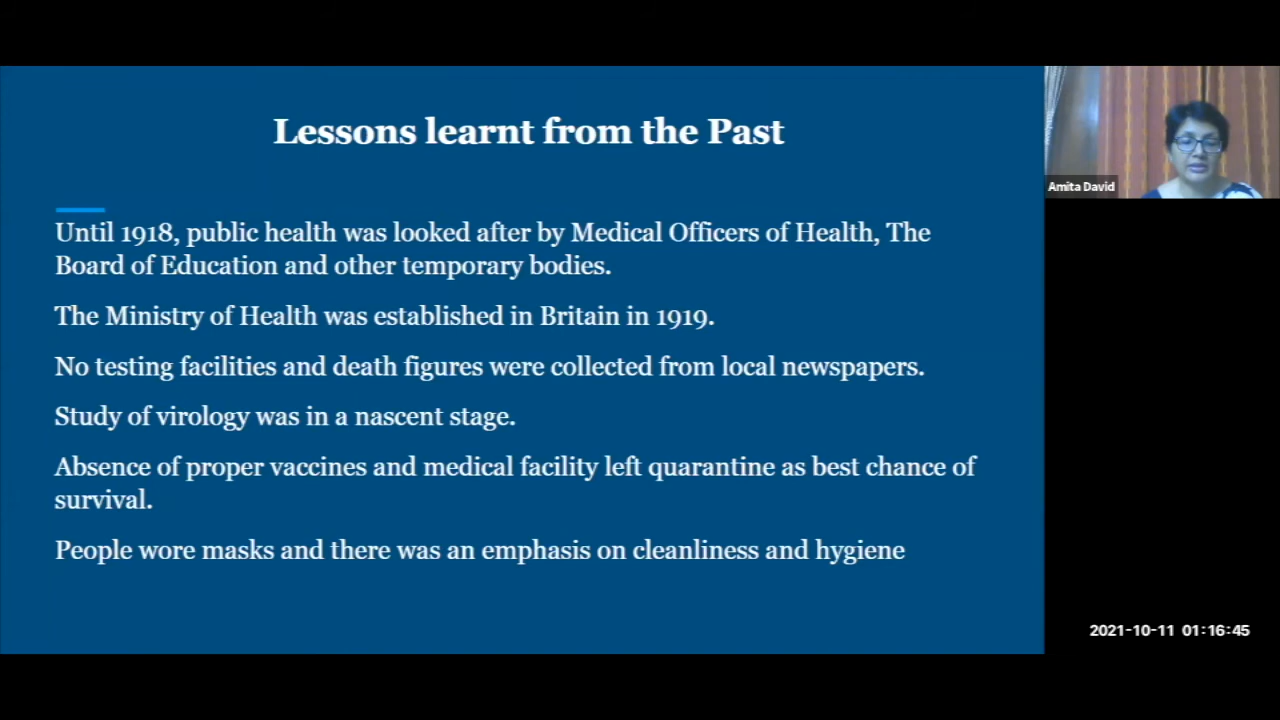 Lessons learnt from the Past
Until 1918, public health was looked after by Medical Officers of Health, The
Board of Education and other temporary bodies.
The Ministry of Health was established in Britain in 1919.
No testing facilities and death figures were collected from local newspapers.
Study of virology was in a nascent stage.
Absence of proper vaccines and medical facility left quarantine as best chance of
survival.
People wore masks and there was an emphasis on cleanliness and hygiene
Amita David
2021-10-11 01:16:45